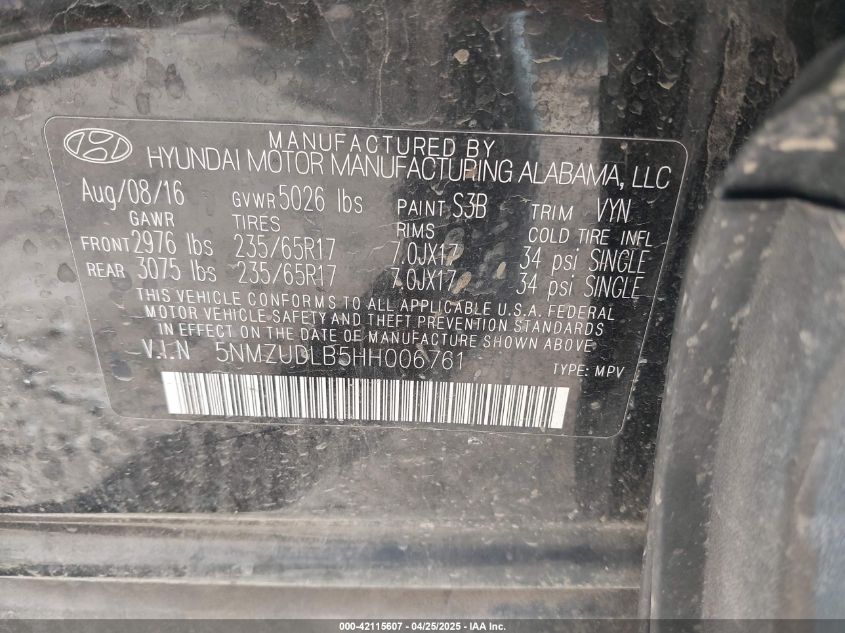 MANUFACTURED BY
HYUNDAI MOTOR MANUFACTURING ALABAMA, LLC
Aug/08/16 GVWR 5026 lbs PAINT S3B TRIM VYN
GAWR TIRES RIMS COLD TIRE INFL
FRONT 2976 lbs 235/65R17 7.0JX17 34 psi SINGLE
REAR 3075 lbs 235/65R17 7.0JX17 34 psi SINGLE
THIS VEHICLE CONFORMS TO ALL APPLICABLE U.S.A. FEDERAL
MOTOR VEHICLE SAFETY AND THEFT PREVENTION STANDARDS
IN EFFECT ON THE DATE OF MANUFACTURE SHOWN ABOVE.
V.I.N 5NMZUDLB5HH006761
TYPE: MPV
000-42115607 / 04/25/2025 - IAA Inc.